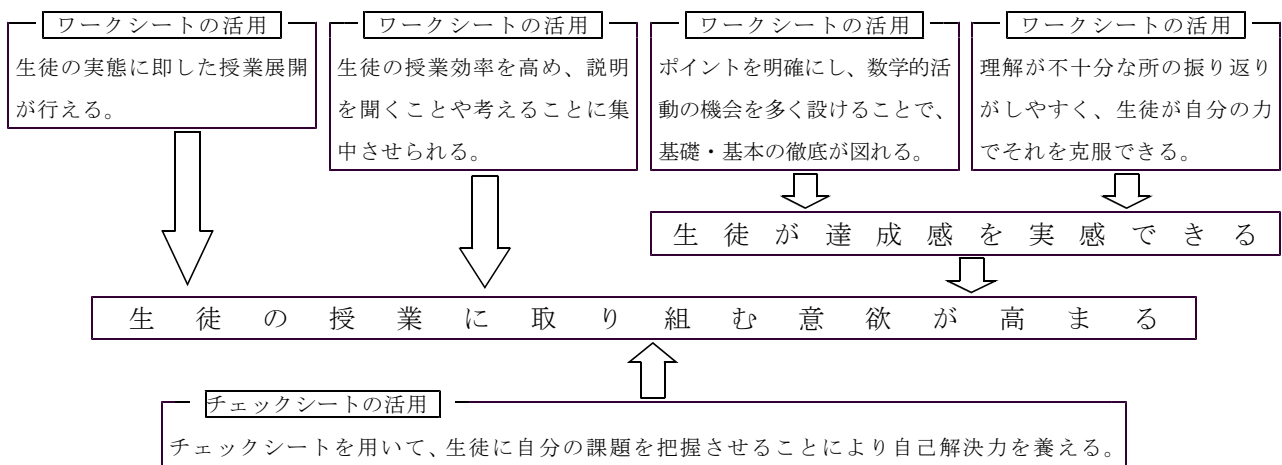 ワークシートの活用
生徒の実態に即した授業展開
が行える。
ワークシートの活用
生徒の授業効率を高め、説明
を聞くことや考えることに集
中させられる。
ワークシートの活用
ポイントを明確にし、数学的活
動の機会を多く設けることで、
基礎・基本の徹底が図れる。
ワークシートの活用
理解が不十分な所の振り返り
がしやすく、生徒が自分の力
でそれを克服できる。
生徒が達成感を実感できる
生徒の授業に取り組む意欲が高まる
チェックシートの活用
チェックシートを用いて、生徒に自分の課題を把握させることにより自己解決力を養える。